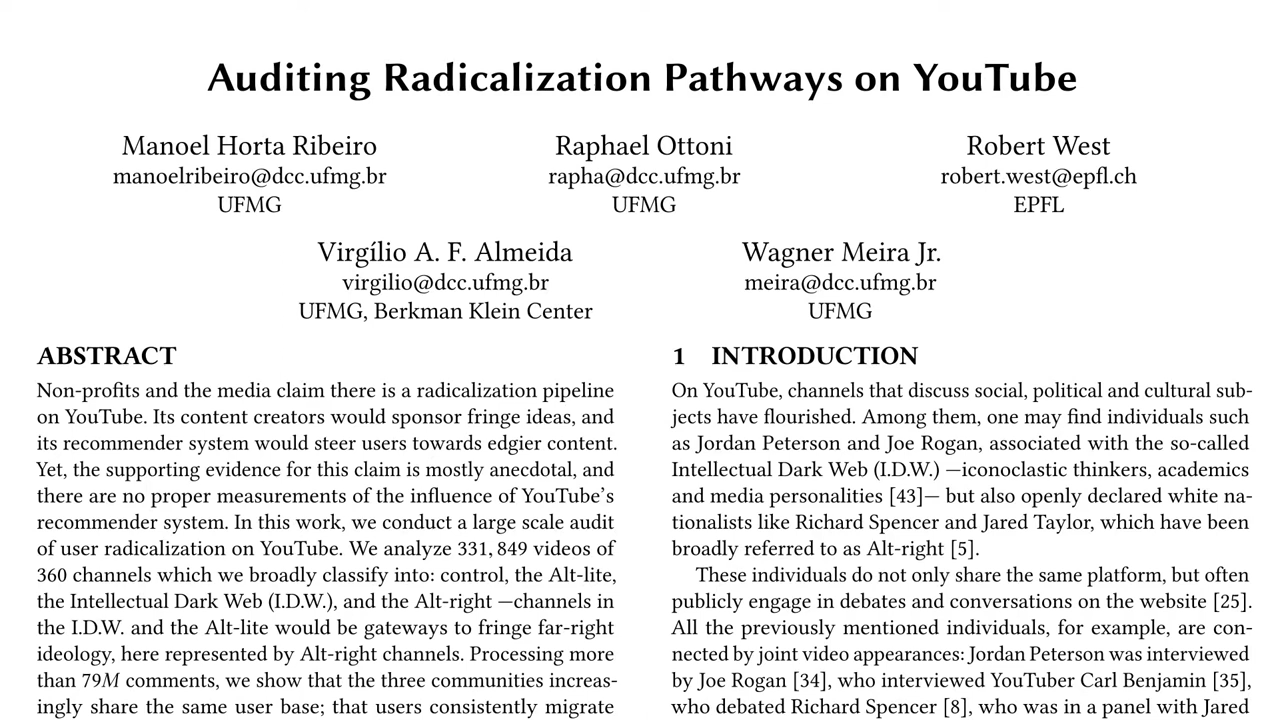 Auditing Radicalization Pathways on YouTube
Manoel Horta Ribeiro
manoelribeiro@dcc.ufmg.br
UFMG
Raphael Ottoni
rapha@dcc.ufmg.br
UFMG
Robert West
robert.west@epfl.ch
EPFL
Virgílio A. F. Almeida
virgilio@dcc.ufmg.br
UFMG, Berkman Klein Center
Wagner Meira Jr.
meira@dcc.ufmg.br
UFMG
ABSTRACT
Non-profits and the media claim there is a radicalization pipeline
on YouTube. Its content creators would sponsor fringe ideas, and
its recommender system would steer users towards edgier content.
Yet, the supporting evidence for this claim is mostly anecdotal, and
there are no proper measurements of the influence of YouTube's
recommender system. In this work, we conduct a large scale audit
of user radicalization on YouTube. We analyze 331, 849 videos of
360 channels which we broadly classify into: control, the Alt-lite,
the Intellectual Dark Web (I.D.W.), and the Alt-right —channels in
the I.D.W. and the Alt-lite would be gateways to fringe far-right
ideology, here represented by Alt-right channels. Processing more
than 79M comments, we show that the three communities increas-
ingly share the same user base; that users consistently migrate
1 INTRODUCTION
On YouTube, channels that discuss social, political and cultural sub-
jects have flourished. Among them, one may find individuals such
as Jordan Peterson and Joe Rogan, associated with the so-called
Intellectual Dark Web (I.D.W.) —iconoclastic thinkers, academics
and media personalities [43]— but also openly declared white na-
tionalists like Richard Spencer and Jared Taylor, which have been
broadly referred to as Alt-right [5].
These individuals do not only share the same platform, but often
publicly engage in debates and conversations on the website [25].
All the previously mentioned individuals, for example, are con-
nected by joint video appearances: Jordan Peterson was interviewed
by Joe Rogan [34], who interviewed YouTuber Carl Benjamin [35],
who debated Richard Spencer [8], who was in a panel with Jared